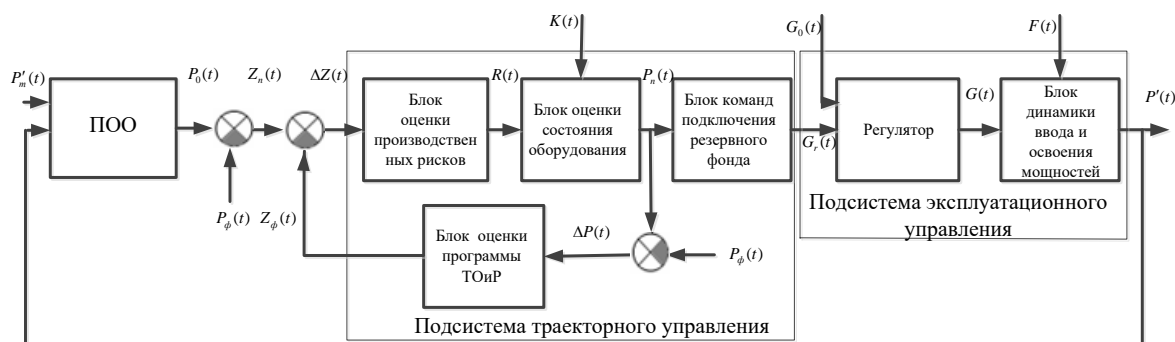 K(t)
G₀(t)
F(t)
P′ₘ(t)
P₀(t)
Zₙ(t)
ΔZ(t)
R(t)
Pₙ(t)
G(t)
P′(t)
ПОО
Блок
оценки
производствен
ных рисков
Блок оценки
состояния
оборудования
Блок команд
подключения
резервного
фонда
Gᵣ(t)
Регулятор
Блок
динамики
ввода и
освоения
мощностей
P_ф(t)
Z_ф(t)
Блок оценки
программы
ТОиР
ΔP(t)
P_ф(t)
Подсистема эксплуатационного
управления
Подсистема траекторного управления